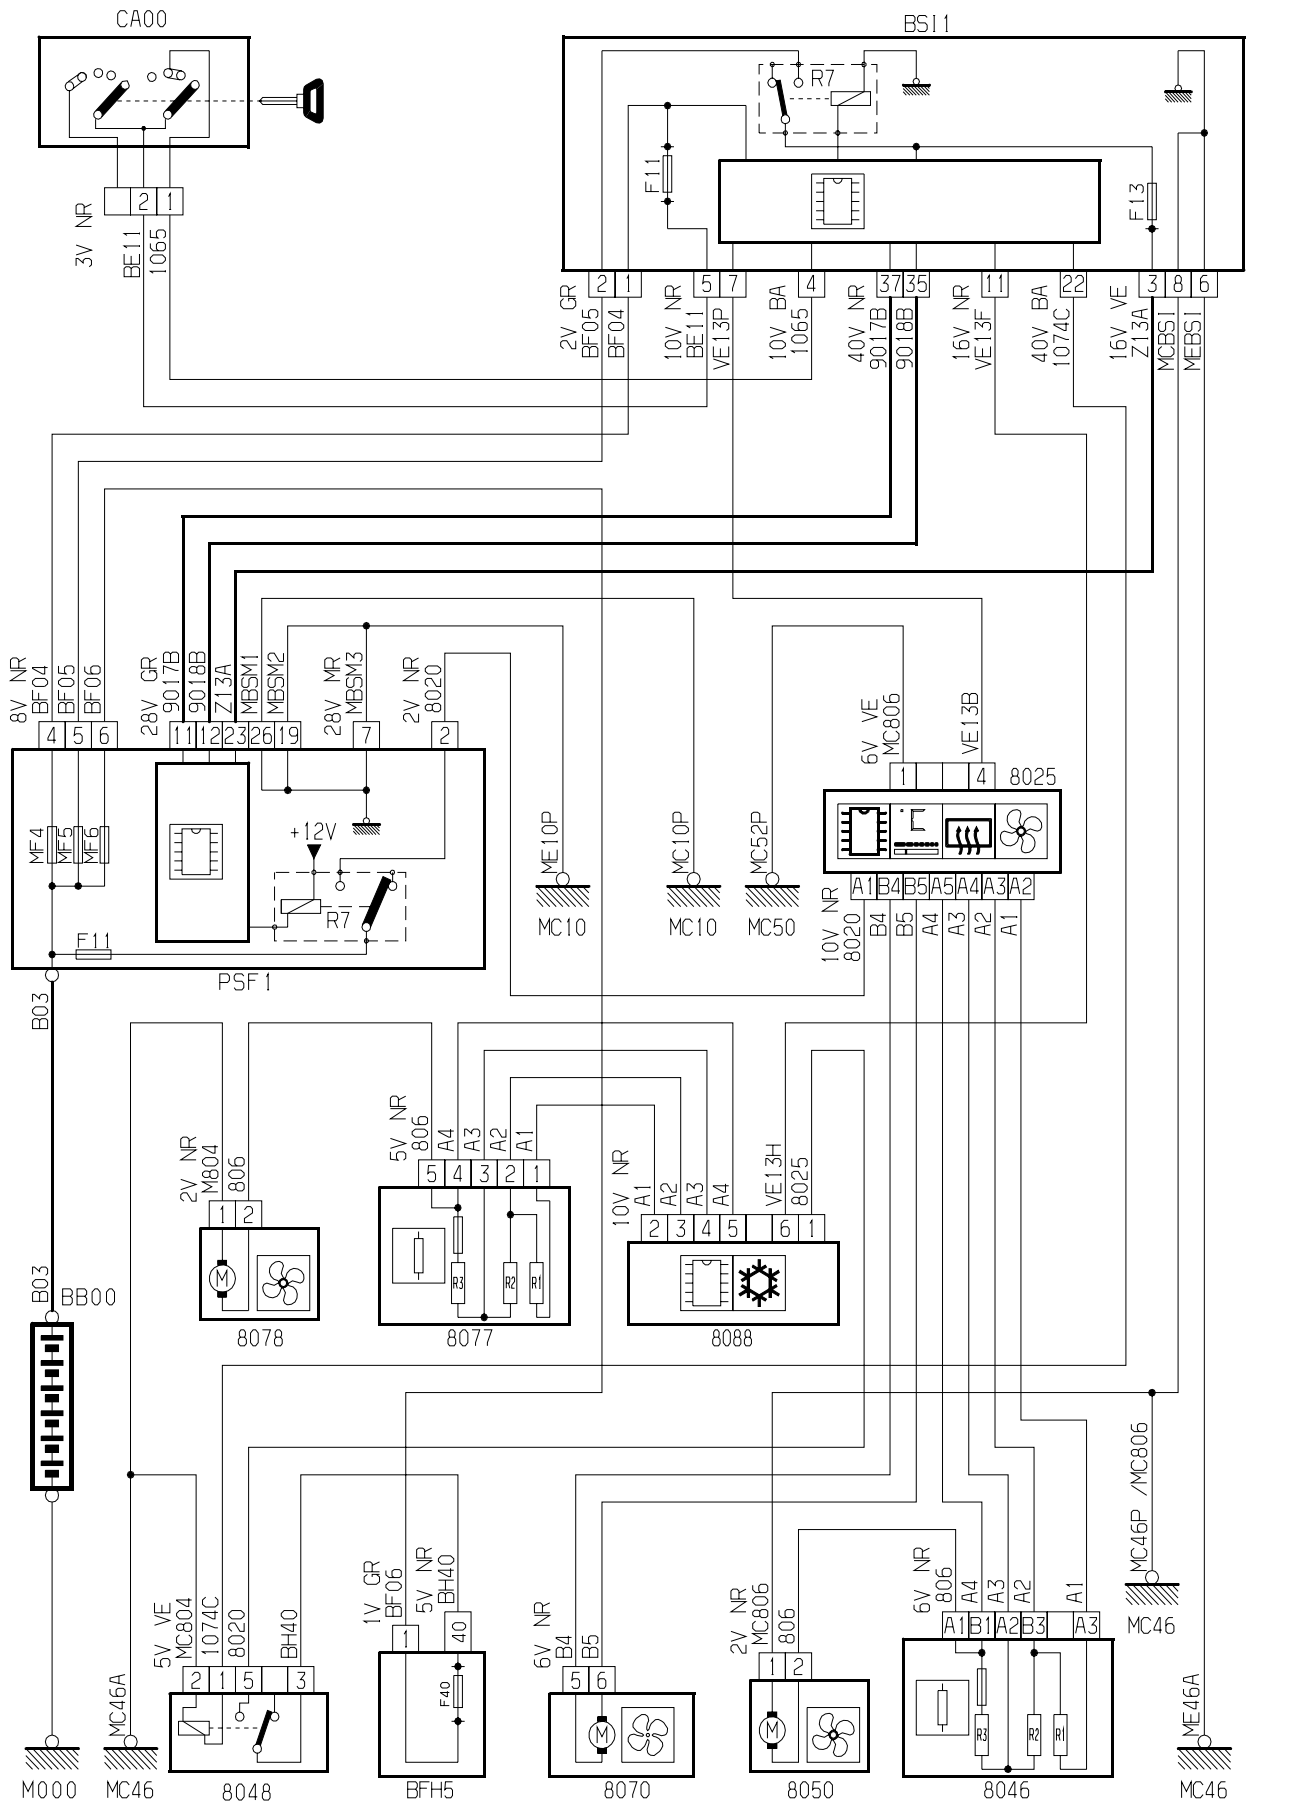 CA00
BSI1
R7
F11
F13
2 1
3V NR
BE11
1065
2 1 5 7 4 37 35 11 22 3 8 6
2V GR
BF05
BF04
10V NR
BE11
VE13P
10V BA
1065
40V NR
9017B
9018B
16V NR
VE13F
40V BA
1074C
16V VE
Z13A
MCBSI
MEBSI
8V NR
BF04
BF05
BF06
28V GR
9017B
9018B
Z13A
MBSM1
MBSM2
28V MR
MBSM3
2V NR
8020
4 5 6 11 12 23 26 19 7 2
MF4
MF5
MF6
+12V
R7
F11
PSF1
ME10P
MC10
MC10P
MC10
MC52P
MC50
6V VE
MC806
VE13B
1 4
8025
°C
A1 B4 B5 A5 A4 A3 A2
10V NR
8020
B4
B5
A4
A3
A2
A1
B03
2V NR
M804
806
1 2
M
8078
5V NR
806
A4
A3
A2
A1
5 4 3 2 1
R3 R2 R1
8077
10V NR
A1
A2
A3
A4
VE13H
8025
2 3 4 5 6 1
8088
B03
BB00
M000
MC46A
MC46
5V VE
MC804
1074C
8020
BH40
2 1 5 3
8048
1V GR
BF06
5V NR
BH40
1 40
F40
BFH5
6V NR
B4
B5
5 6
M
8070
2V NR
MC806
806
1 2
M
8050
6V NR
806
A4
A3
A2
A1
A1 B1 A2 B3 A3
R3 R2 R1
8046
MC46P /MC806
MC46
ME46A
MC46